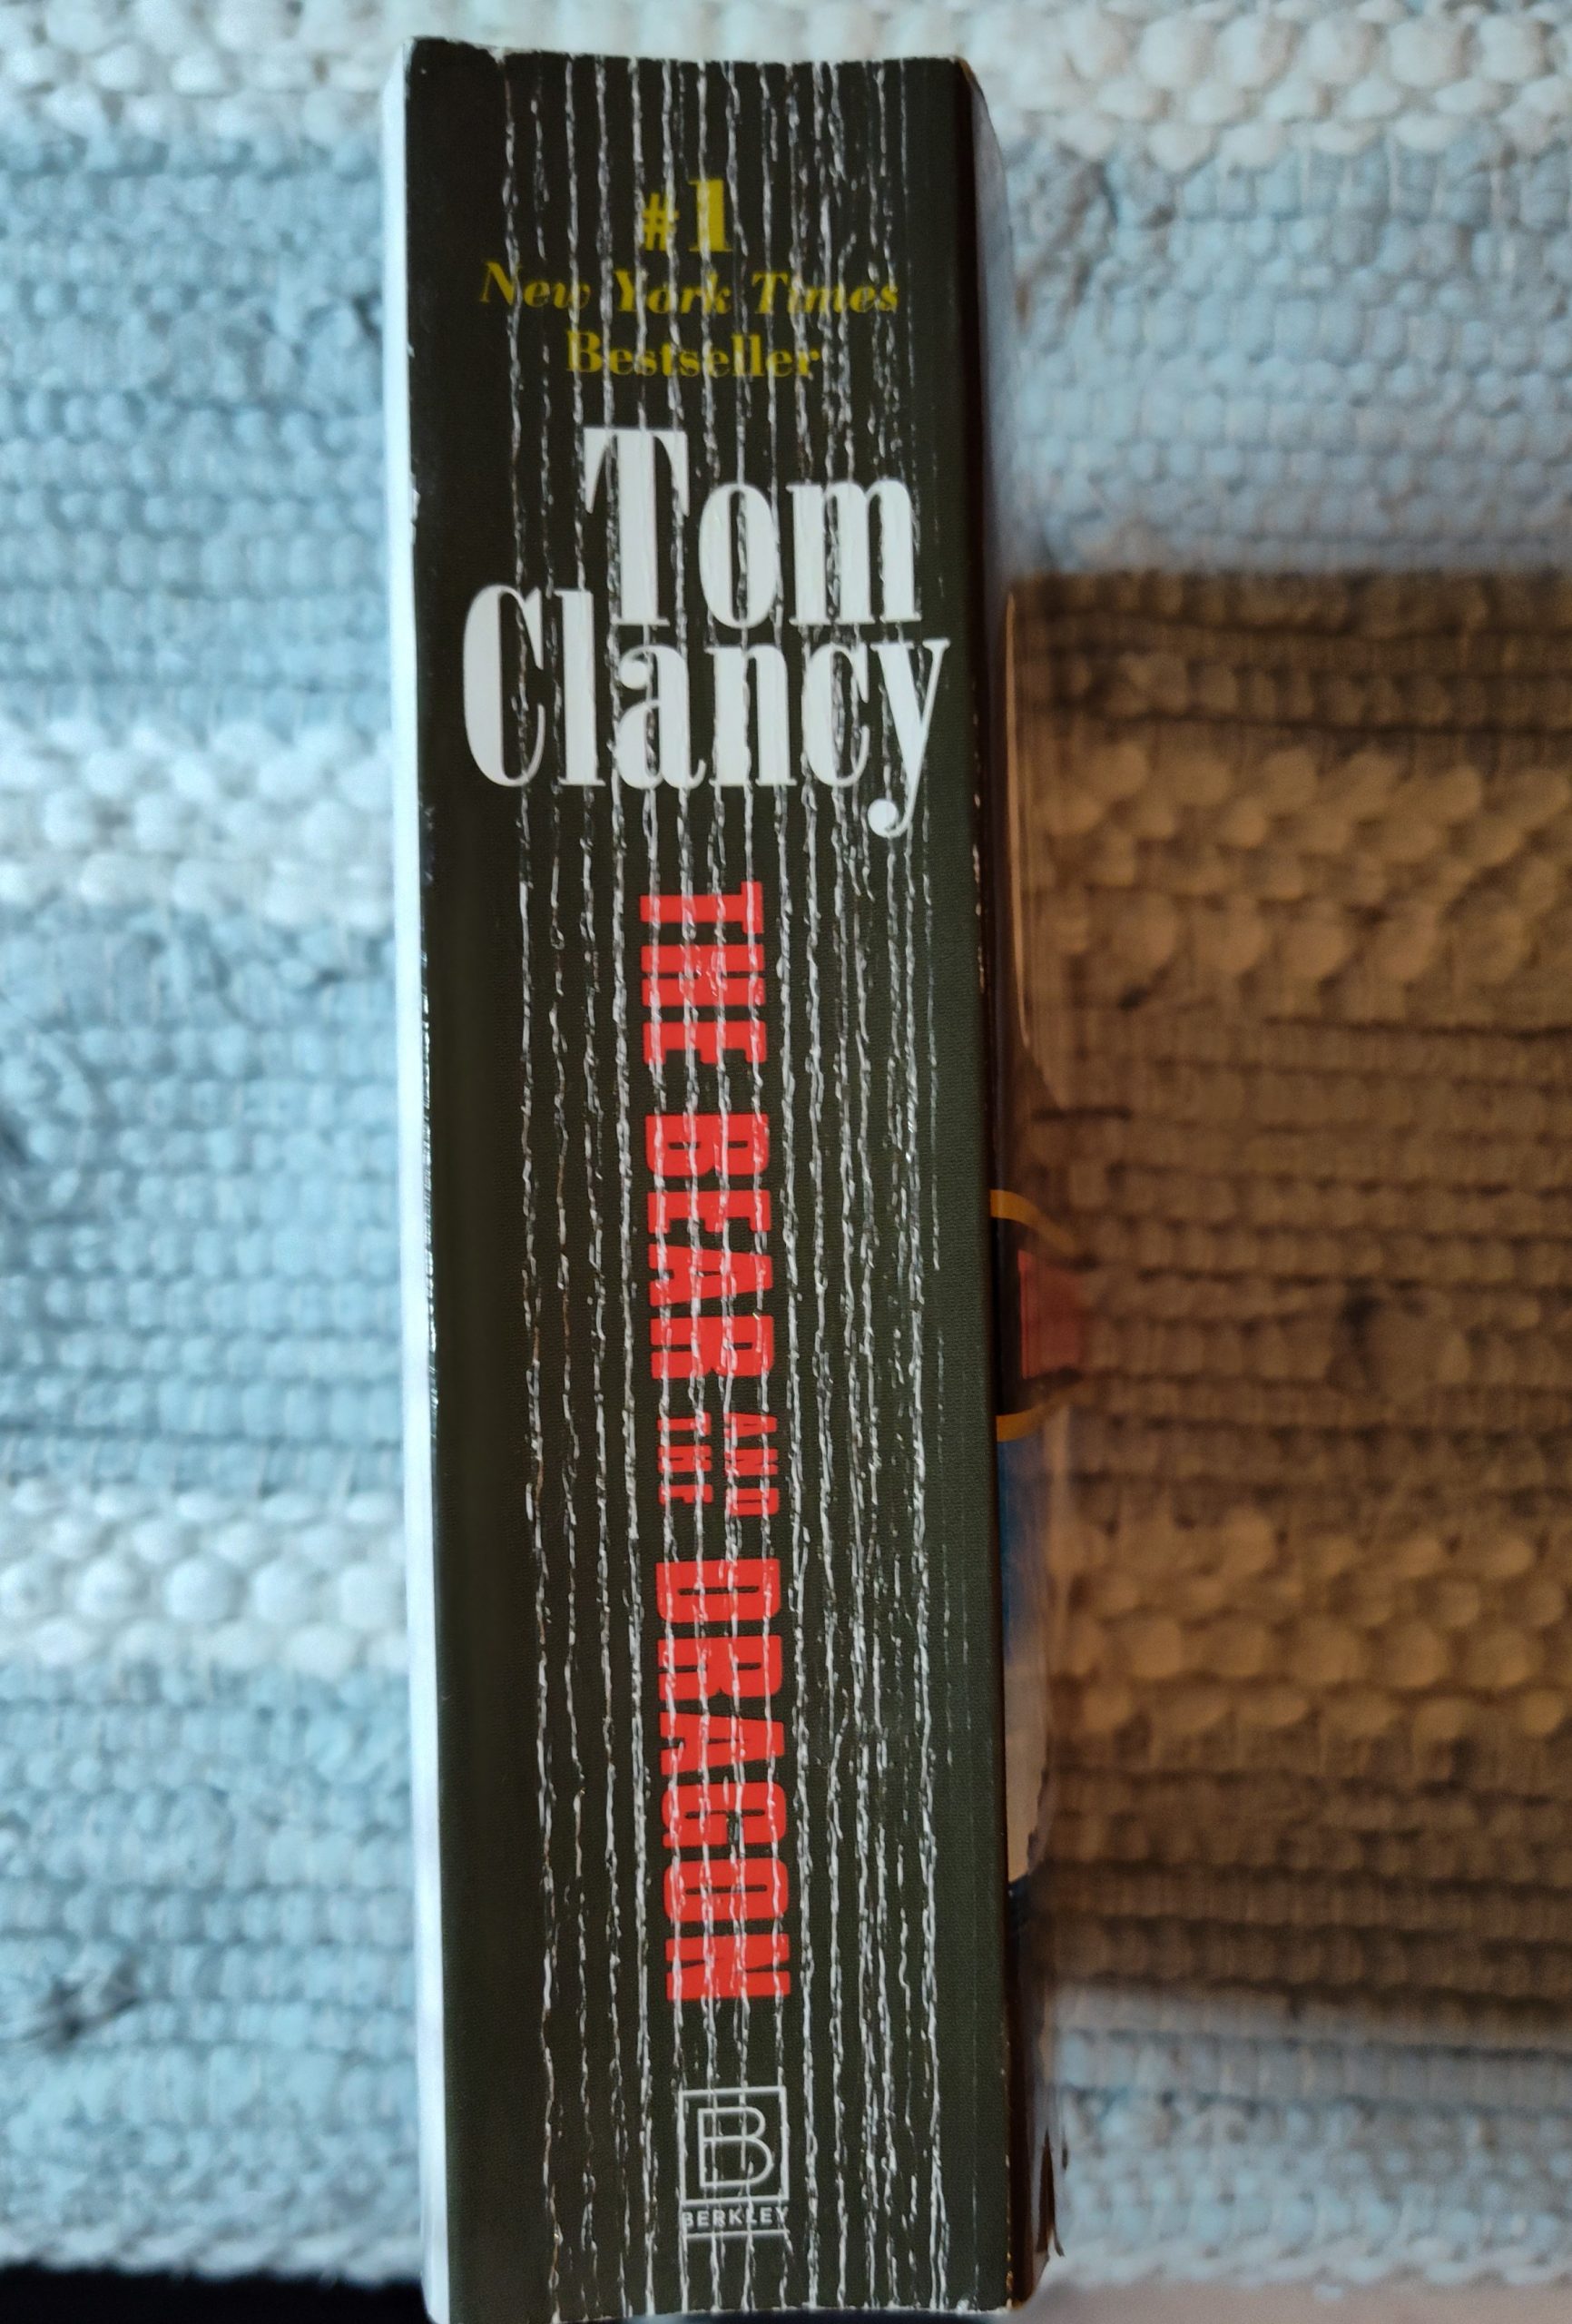 #1
New York Times
Bestseller
Tom
Clancy
THE BEAR AND THE DRAGON
B
BERKLEY